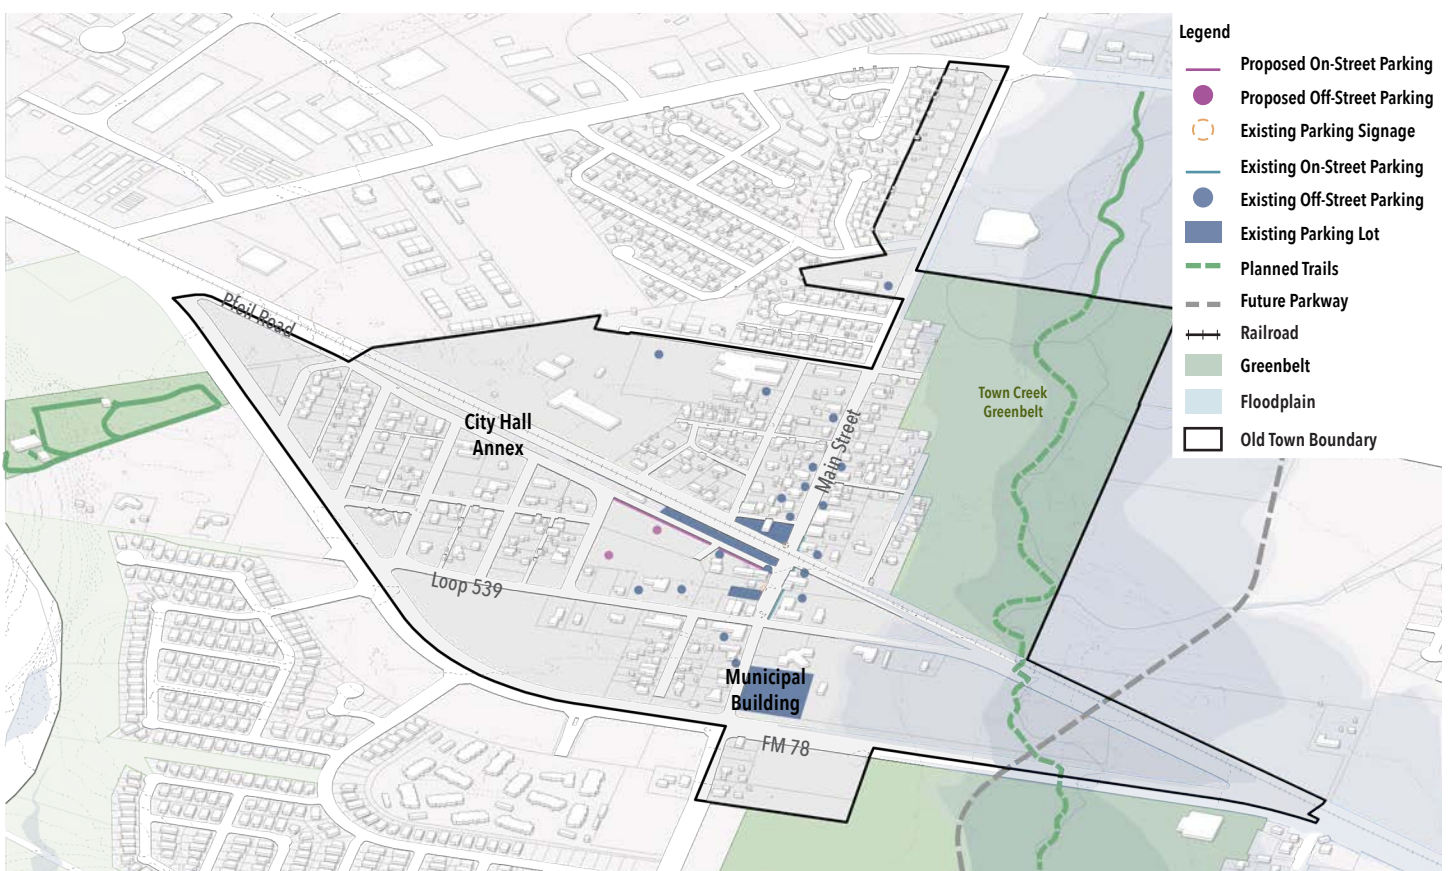 Legend
Proposed On-Street Parking
Proposed Off-Street Parking
Existing Parking Signage
Existing On-Street Parking
Existing Off-Street Parking
Existing Parking Lot
Planned Trails
Future Parkway
Railroad
Greenbelt
Floodplain
Old Town Boundary
Pfeil Road
Town Creek
Greenbelt
City Hall
Annex
Main Street
Loop 539
Municipal
Building
FM 78